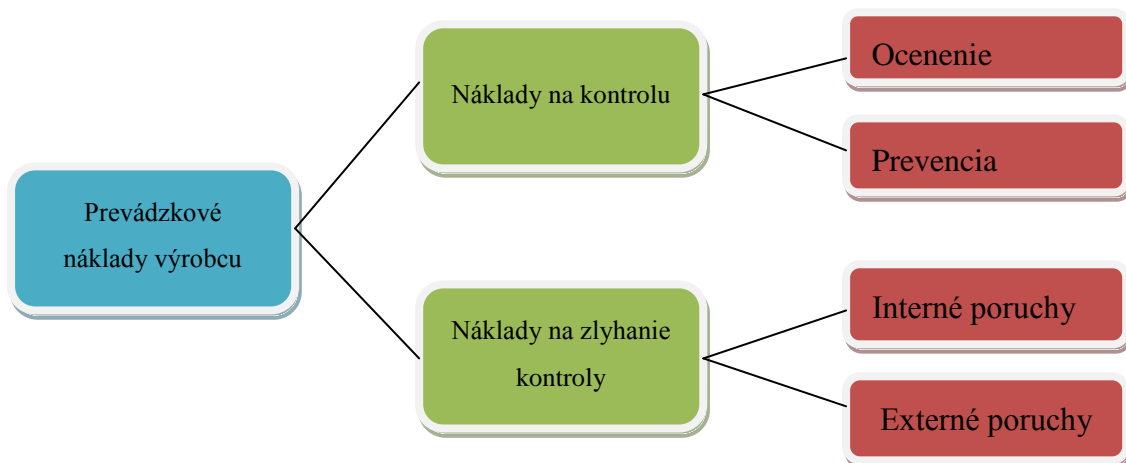 Prevádzkové
náklady výrobcu
Náklady na kontrolu
Ocenenie
Prevencia
Náklady na zlyhanie
kontroly
Interné poruchy
Externé poruchy